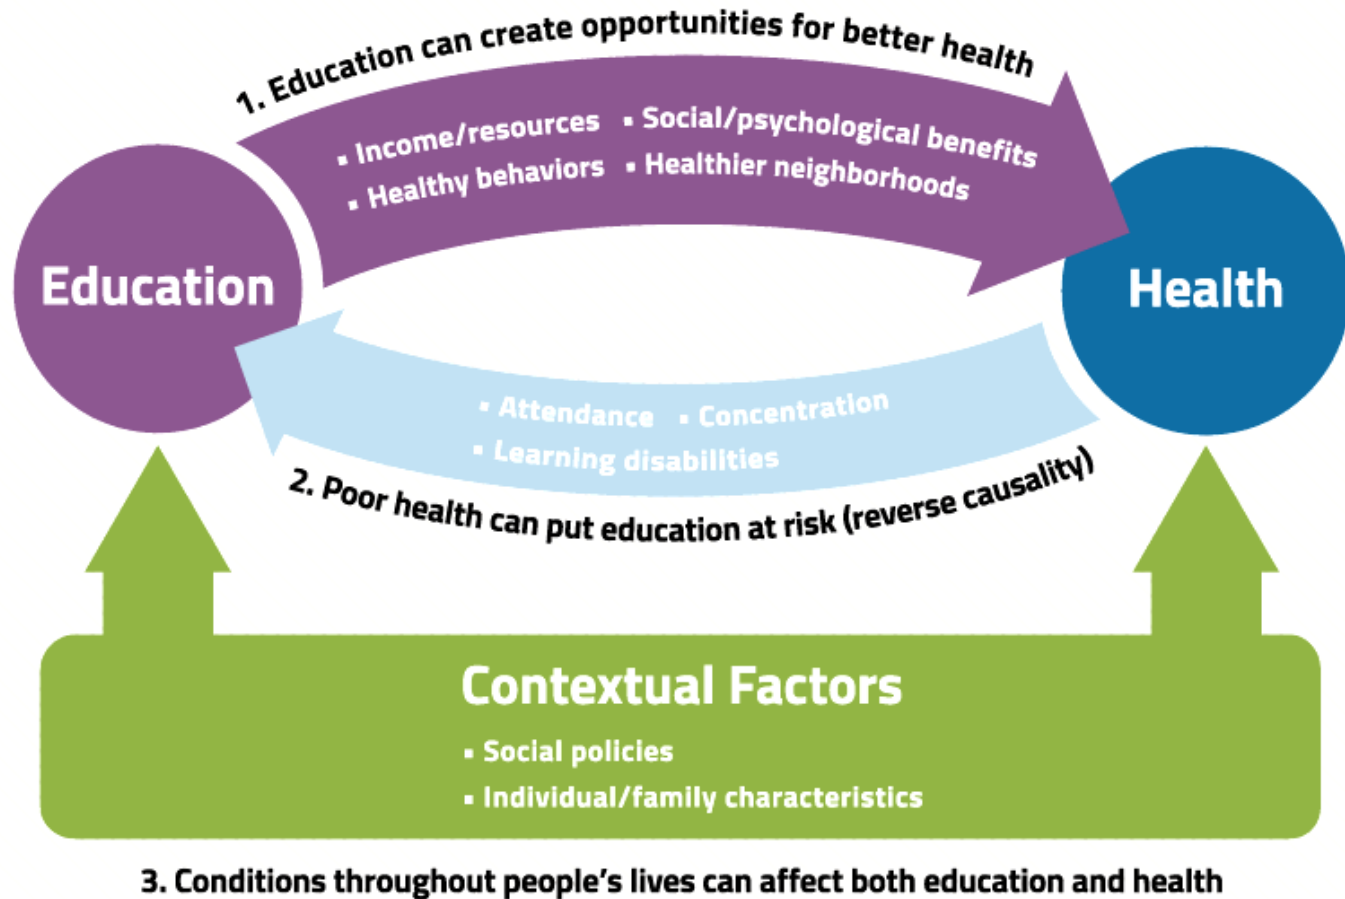 1. Education can create opportunities for better health
▪ Income/resources ▪ Social/psychological benefits
▪ Healthy behaviors ▪ Healthier neighborhoods
Education
Health
▪ Attendance ▪ Concentration
▪ Learning disabilities
2. Poor health can put education at risk (reverse causality)
Contextual Factors
▪ Social policies
▪ Individual/family characteristics
3. Conditions throughout people’s lives can affect both education and health